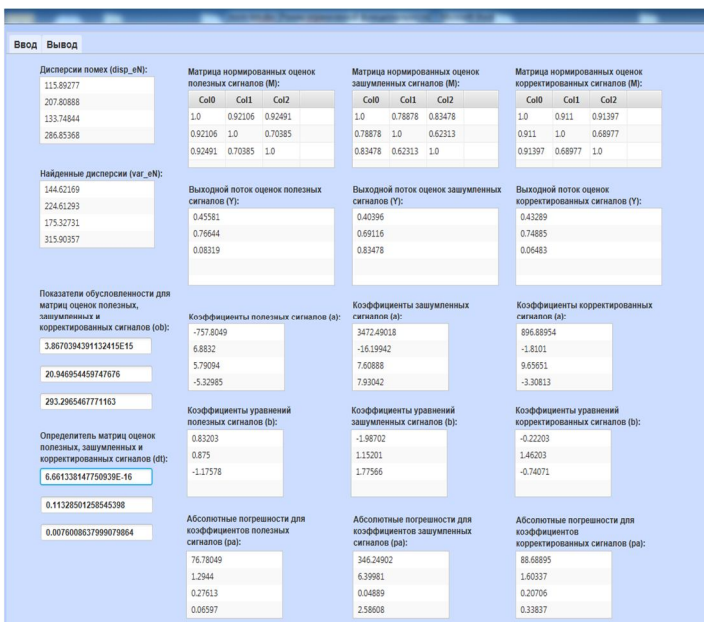 Ввод Вывод
Дисперсии помех (disp_eN):
115.89277
207.80888
133.74844
286.85368
Найденные дисперсии (var_eN):
144.62169
224.61293
175.32731
315.90357
Показатели обусловленности для
матриц оценок полезных,
зашумленных и
корректированных сигналов (ob):
3.8670394391132415E15
20.946954459747676
293.2965467771163
Определитель матриц оценок
полезных, зашумленных и
корректированных сигналов (dt):
6.661338147750939E-16
0.11328501258545398
0.0076008637999079864
Матрица нормированных оценок
полезных сигналов (M):
Col0 Col1 Col2
1.0 0.92106 0.92491
0.92106 1.0 0.70385
0.92491 0.70385 1.0
Выходной поток оценок полезных
сигналов (Y):
0.45581
0.76644
0.08319
Коэффициенты полезных сигналов (a):
-757.8049
6.8832
5.79094
-5.32985
Коэффициенты уравнений
полезных сигналов (b):
0.83203
0.875
-1.17578
Абсолютные погрешности для
коэффициентов полезных
сигналов (pa):
76.78049
1.2944
0.27613
0.06597
Матрица нормированных оценок
зашумленных сигналов (M):
Col0 Col1 Col2
1.0 0.78878 0.83478
0.78878 1.0 0.62313
0.83478 0.62313 1.0
Выходной поток оценок зашумленных
сигналов (Y):
0.40396
0.69116
0.83478
Коэффициенты зашумленных
сигналов (a):
3472.49018
-16.19942
7.60888
7.93042
Коэффициенты уравнений
зашумленных сигналов (b):
-1.98702
1.15201
1.77566
Абсолютные погрешности для
коэффициентов зашумленных
сигналов (pa):
346.24902
6.39981
0.04889
2.58608
Матрица нормированных оценок
корректированных сигналов (M):
Col0 Col1 Col2
1.0 0.911 0.91397
0.911 1.0 0.68977
0.91397 0.68977 1.0
Выходной поток оценок
корректированных сигналов (Y):
0.43289
0.74885
0.06483
Коэффициенты корректированных
сигналов (a):
896.88954
-1.8101
9.65651
-3.30813
Коэффициенты уравнений
корректированных сигналов (b):
-0.22203
1.46203
-0.74071
Абсолютные погрешности для
коэффициентов
корректированных сигналов (pa):
88.68895
1.60337
0.20706
0.33837